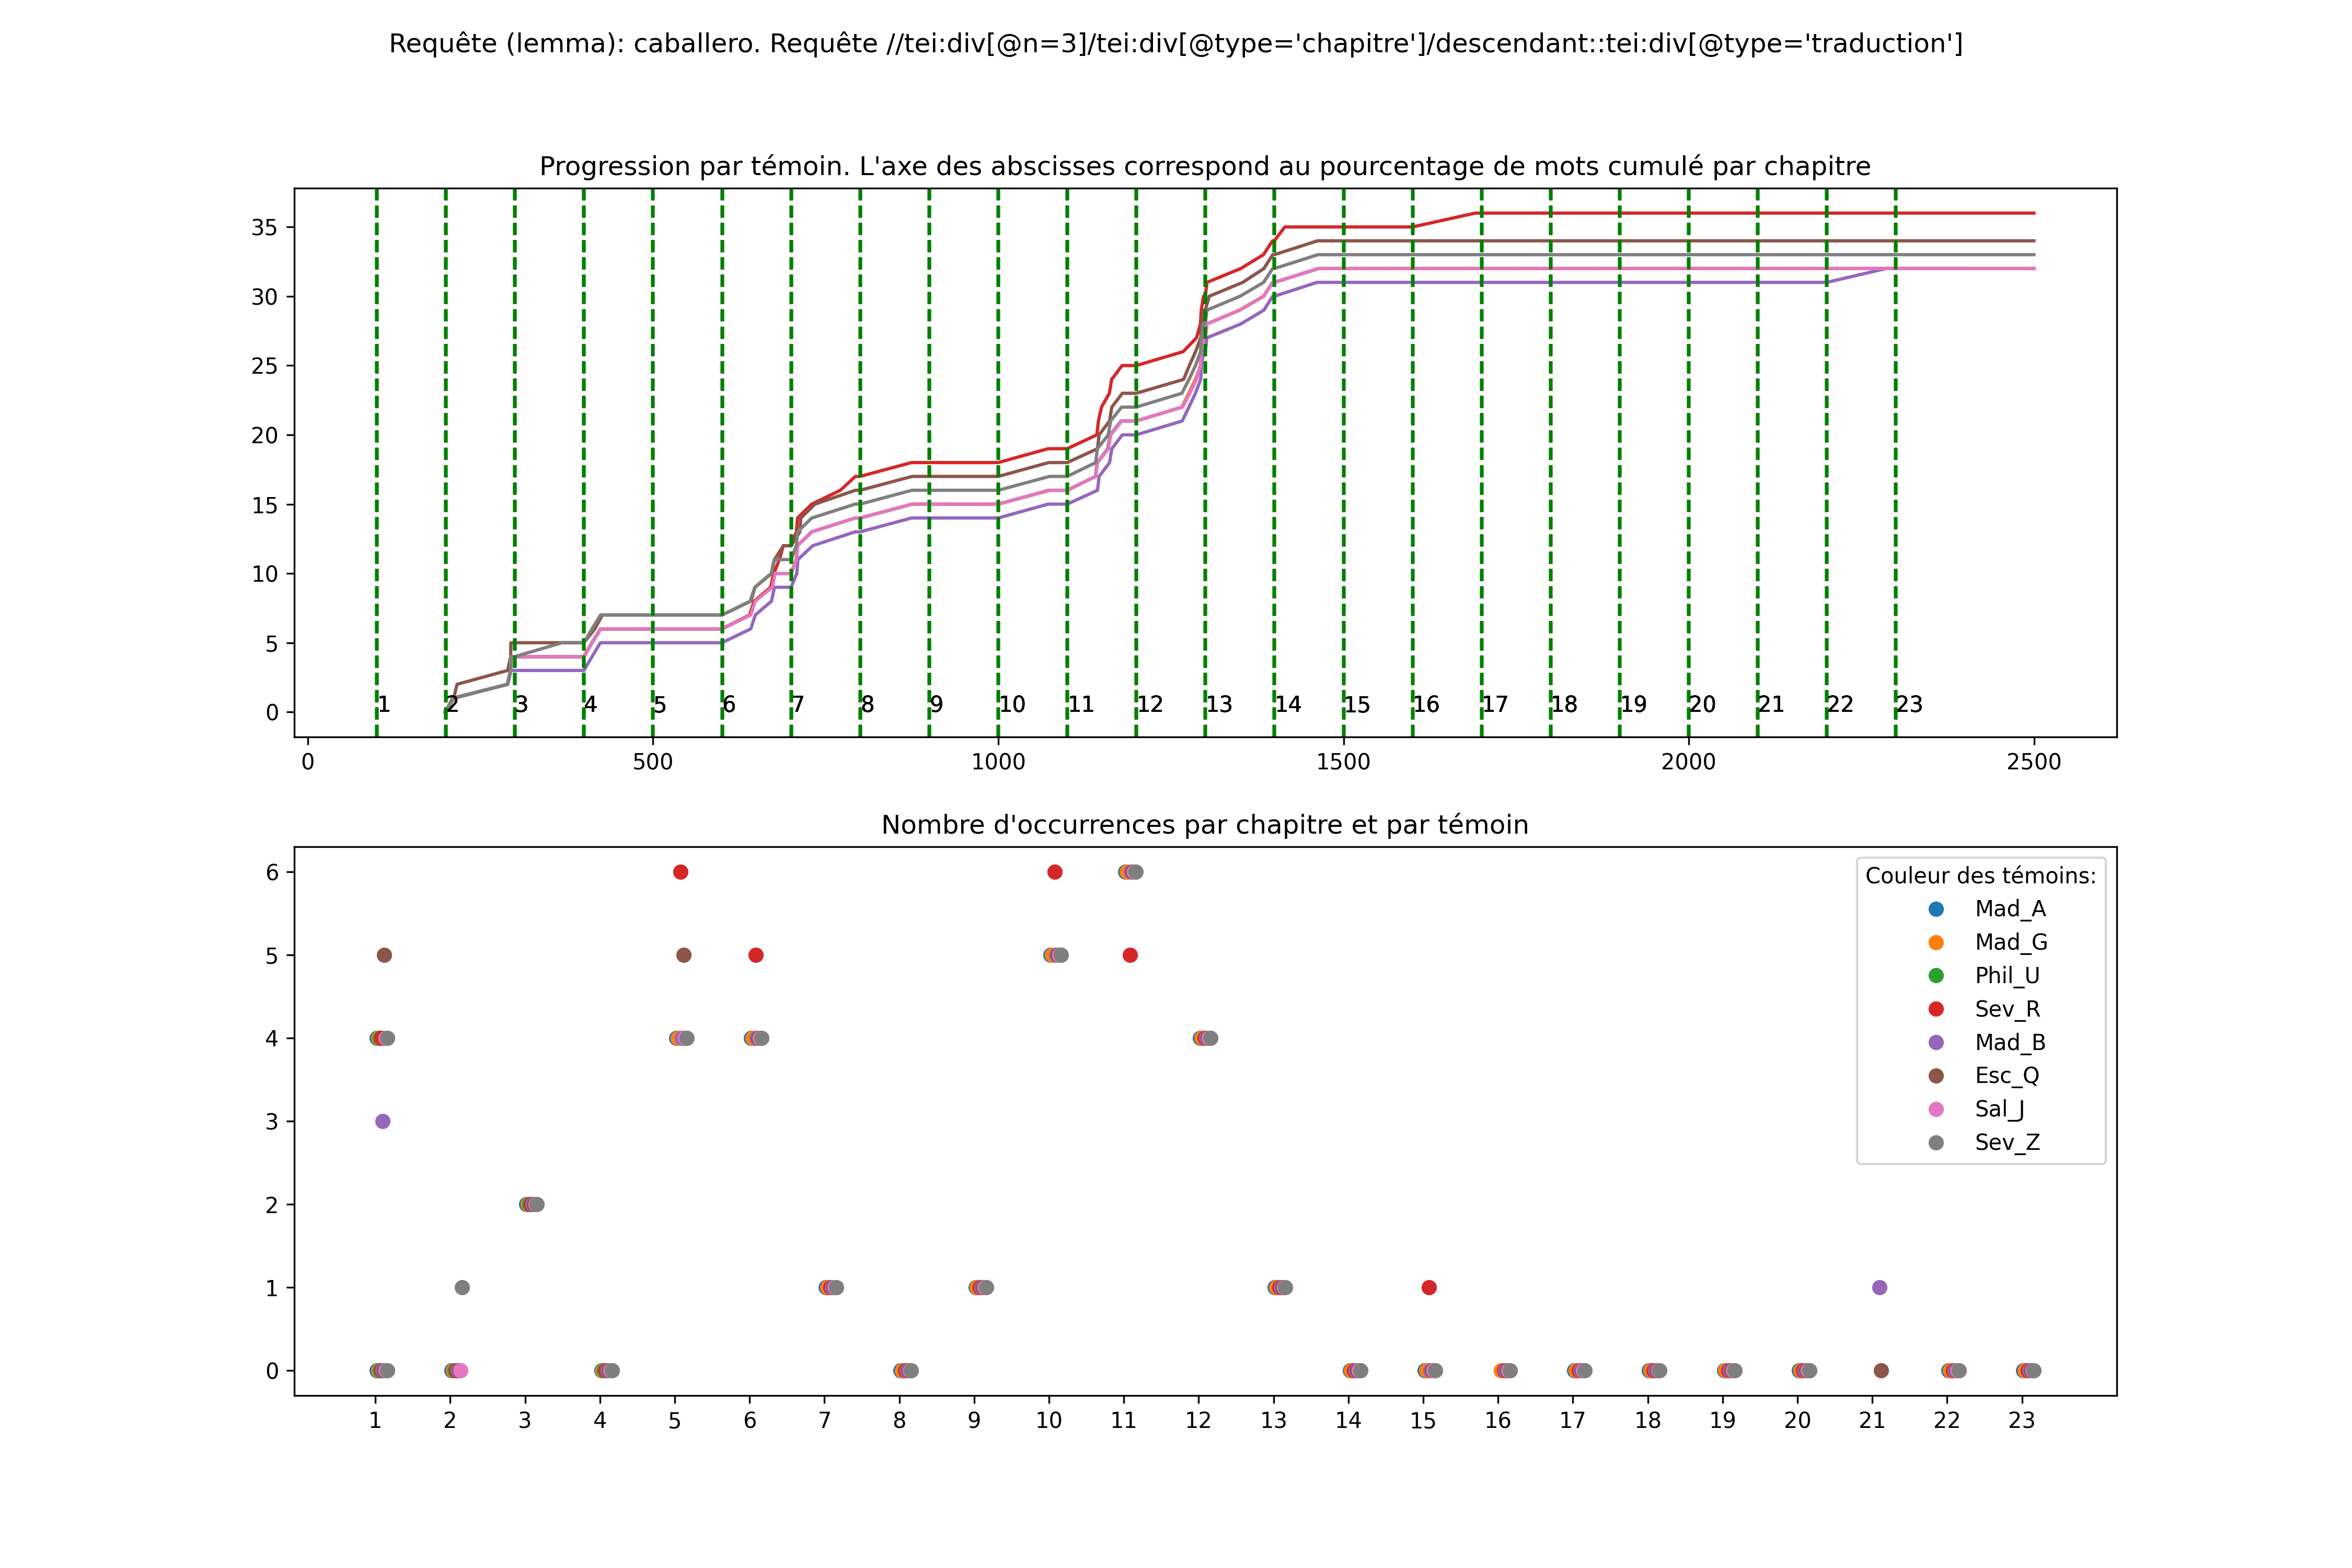 Requête (lemma): caballero. Requête //tei:div[@n=3]/tei:div[@type='chapitre']/descendant::tei:div[@type='traduction']
Progression par témoin. L'axe des abscisses correspond au pourcentage de mots cumulé par chapitre
35
30
25
20
15
10
5
0
1 2 3 4 5 6 7 8 9 10 11 12 13 14 15 16 17 18 19 20 21 22 23
0 500 1000 1500 2000 2500
Nombre d'occurrences par chapitre et par témoin
6
5
4
3
2
1
0
Couleur des témoins:
Mad_A
Mad_G
Phil_U
Sev_R
Mad_B
Esc_Q
Sal_J
Sev_Z
1 2 3 4 5 6 7 8 9 10 11 12 13 14 15 16 17 18 19 20 21 22 23